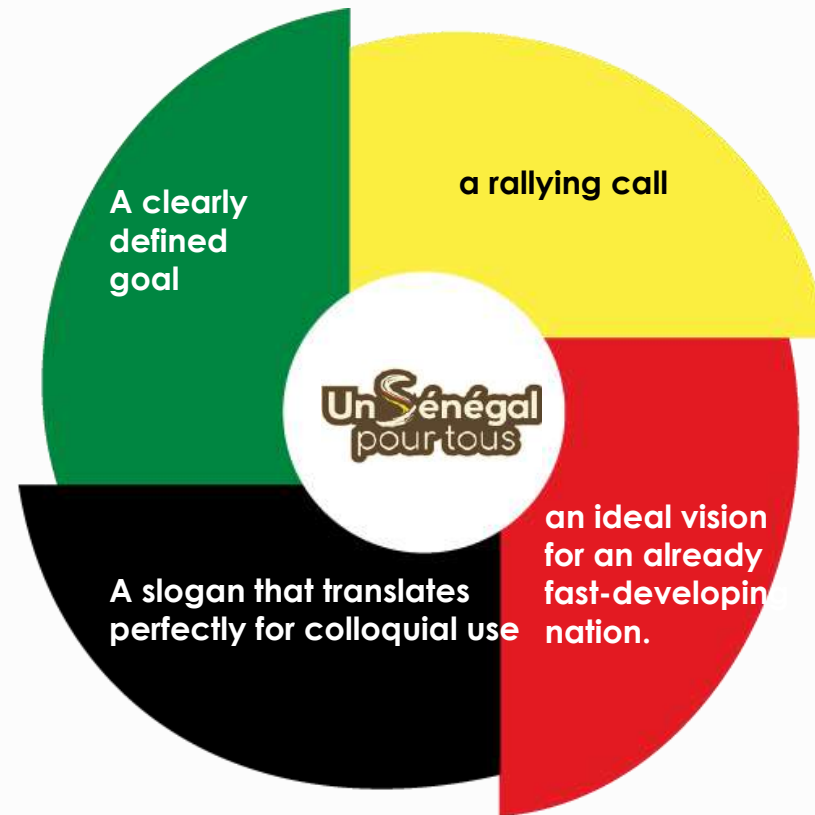 A clearly
defined
goal
a rallying call
Un Sénégal
pour tous
an ideal vision
for an already
fast-developing
nation.
A slogan that translates
perfectly for colloquial use